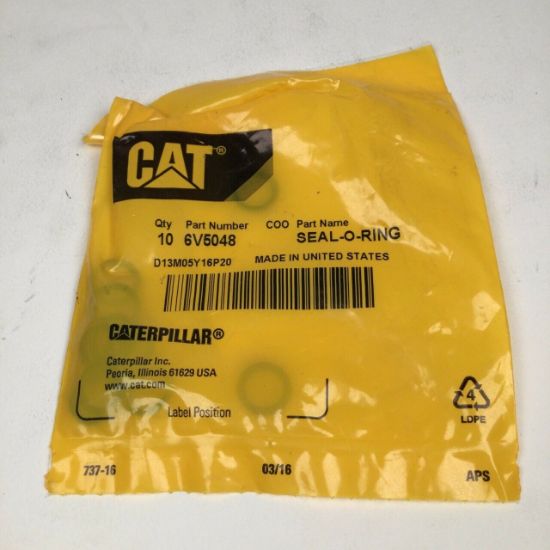 CAT®
Qty Part Number COO Part Name
10 6V5048 SEAL-O-RING
D13M05Y16P20 MADE IN UNITED STATES
CATERPILLAR®
Caterpillar Inc.
Peoria, Illinois 61629 USA
www.cat.com
Label Position
4
LDPE
737-16 03/16 APS